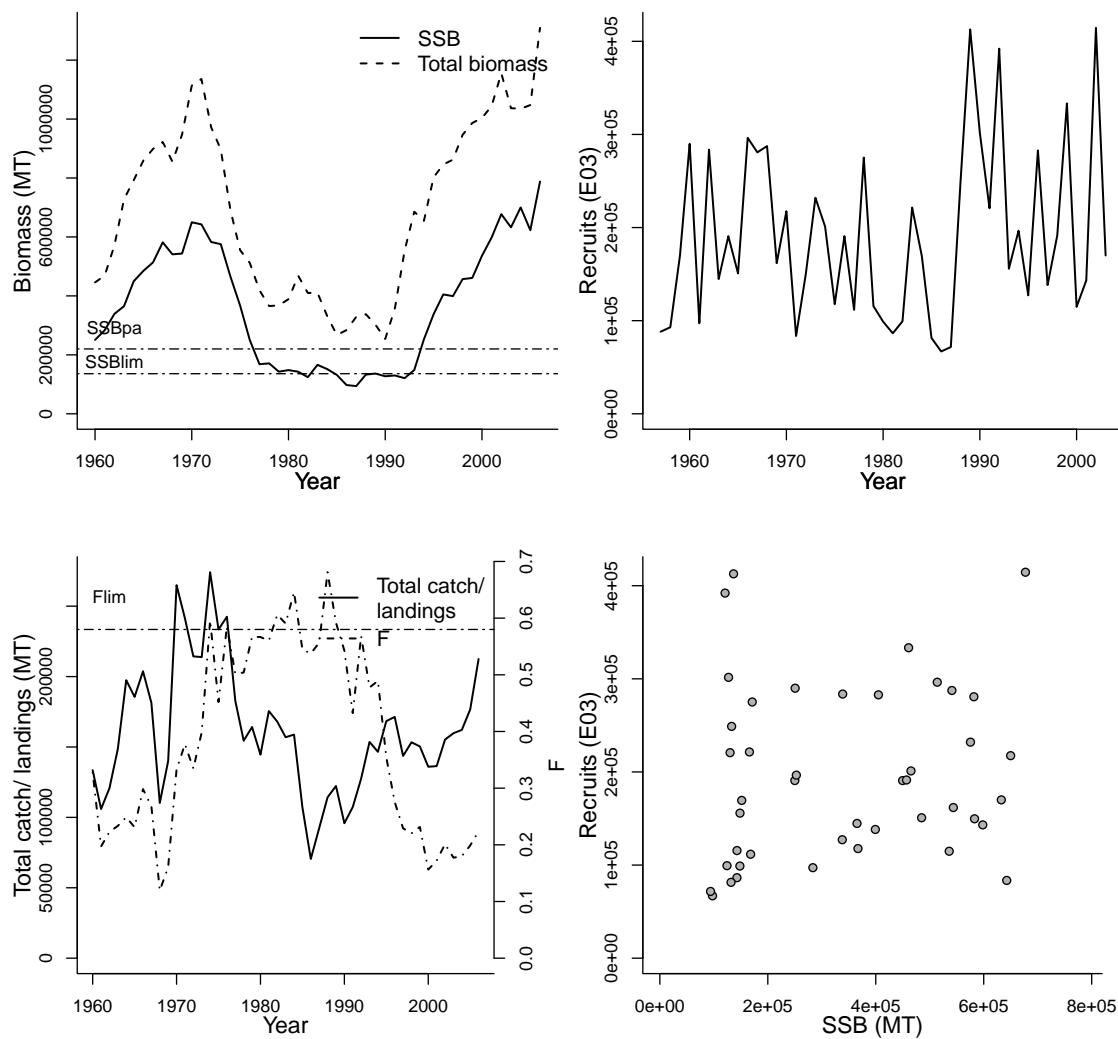 SSB
Total biomass
Biomass (MT)
1000000
600000
200000
0
SSBpa
SSBlim
1960
1970
1980
1990
2000
Year
Recruits (E03)
4e+05
3e+05
2e+05
1e+05
0e+00
1960
1970
1980
1990
2000
Year
Total catch/ landings (MT)
200000
100000
50000
0
Flim
Total catch/
landings
F
0.7
0.6
0.5
0.4
0.3
0.2
0.1
0.0
F
1960
1970
1980
1990
2000
Year
Recruits (E03)
4e+05
3e+05
2e+05
1e+05
0e+00
0e+00
2e+05
4e+05
6e+05
8e+05
SSB (MT)